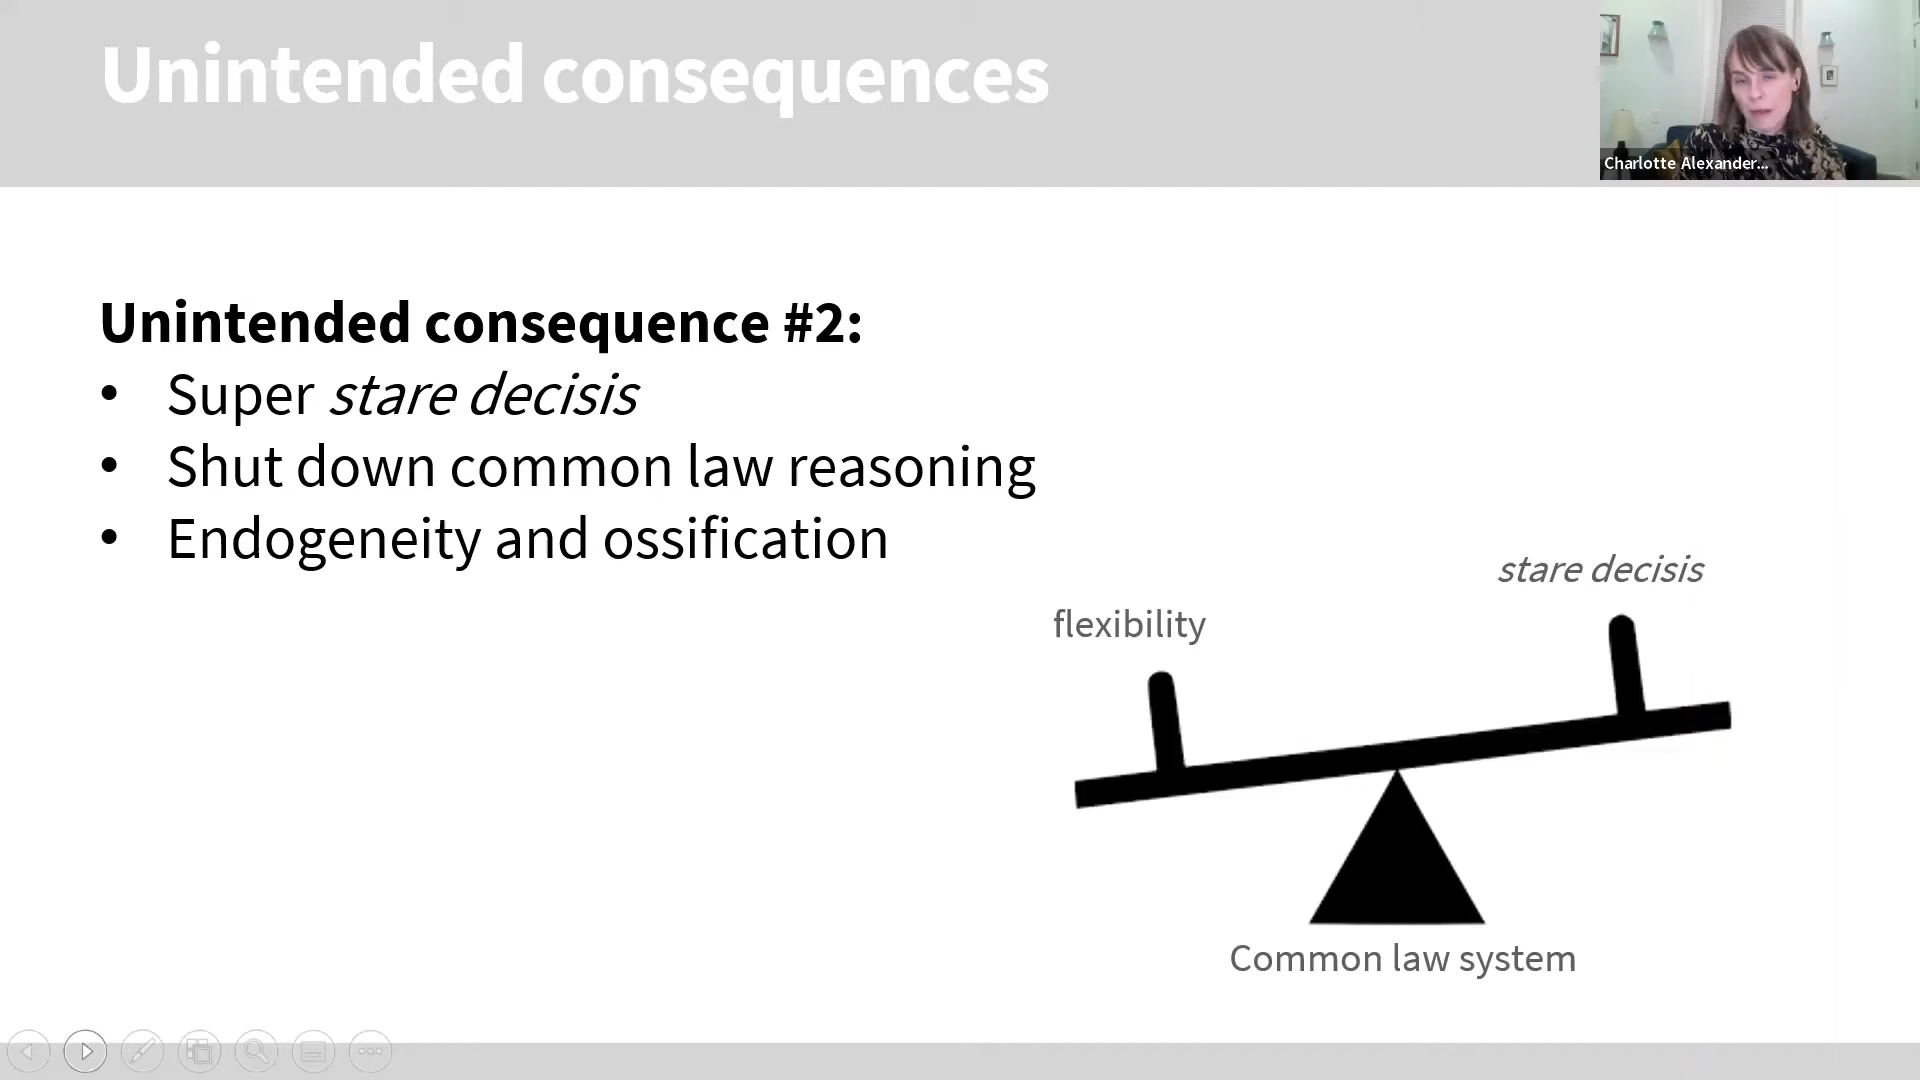 Unintended consequences
Charlotte Alexander...
Unintended consequence #2:
• Super stare decisis
• Shut down common law reasoning
• Endogeneity and ossification
stare decisis
flexibility
Common law system